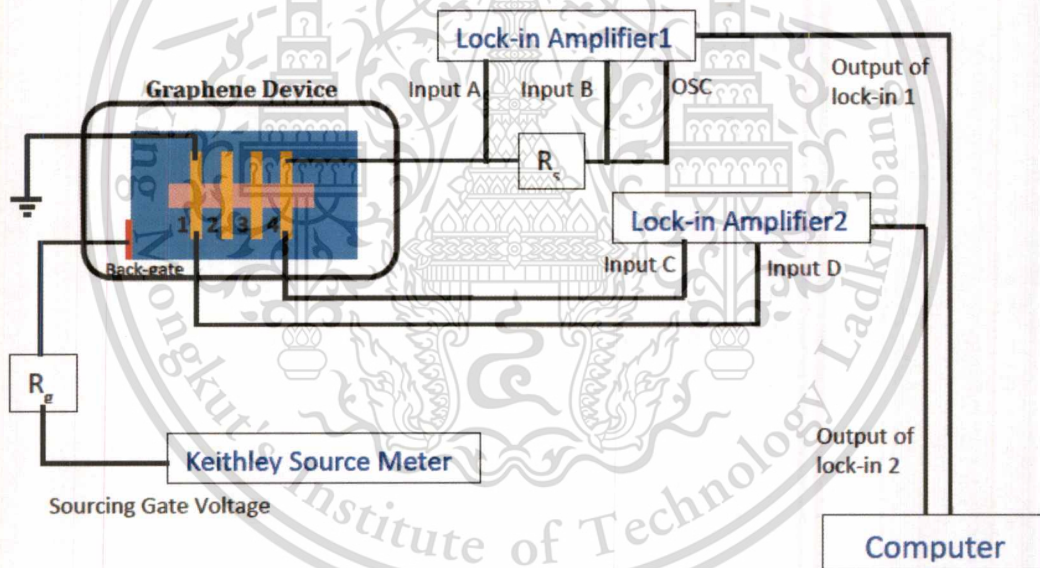 Lock-in Amplifier1
Graphene Device
Input A
Input B
OSC
Output of
lock-in 1
R
s
1 2 3 4
Lock-in Amplifier2
Back-gate
Input C
Input D
R
g
Keithley Source Meter
Sourcing Gate Voltage
Output of
lock-in 2
Computer
ongkut's Institute of Technology Ladkrabang